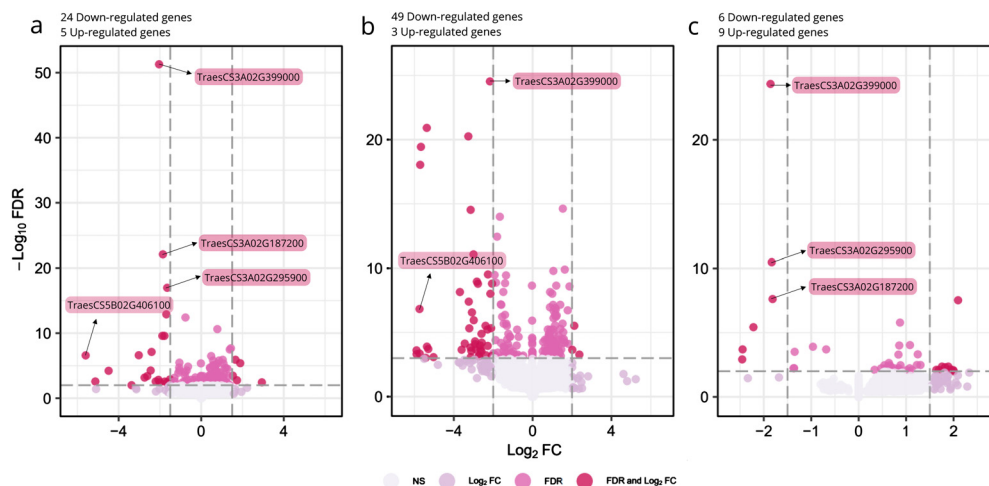 a
24 Down-regulated genes
5 Up-regulated genes
b
49 Down-regulated genes
3 Up-regulated genes
c
6 Down-regulated genes
9 Up-regulated genes
−Log10 FDR
50
40
30
20
10
0
TraesCS3A02G399000
TraesCS3A02G187200
TraesCS3A02G295900
TraesCS5B02G406100
−4
0
4
20
10
0
TraesCS3A02G399000
TraesCS5B02G406100
−4
0
4
20
10
0
TraesCS3A02G399000
TraesCS3A02G295900
TraesCS3A02G187200
−2
−1
0
1
2
Log2 FC
NS Log2 FC FDR FDR and Log2 FC